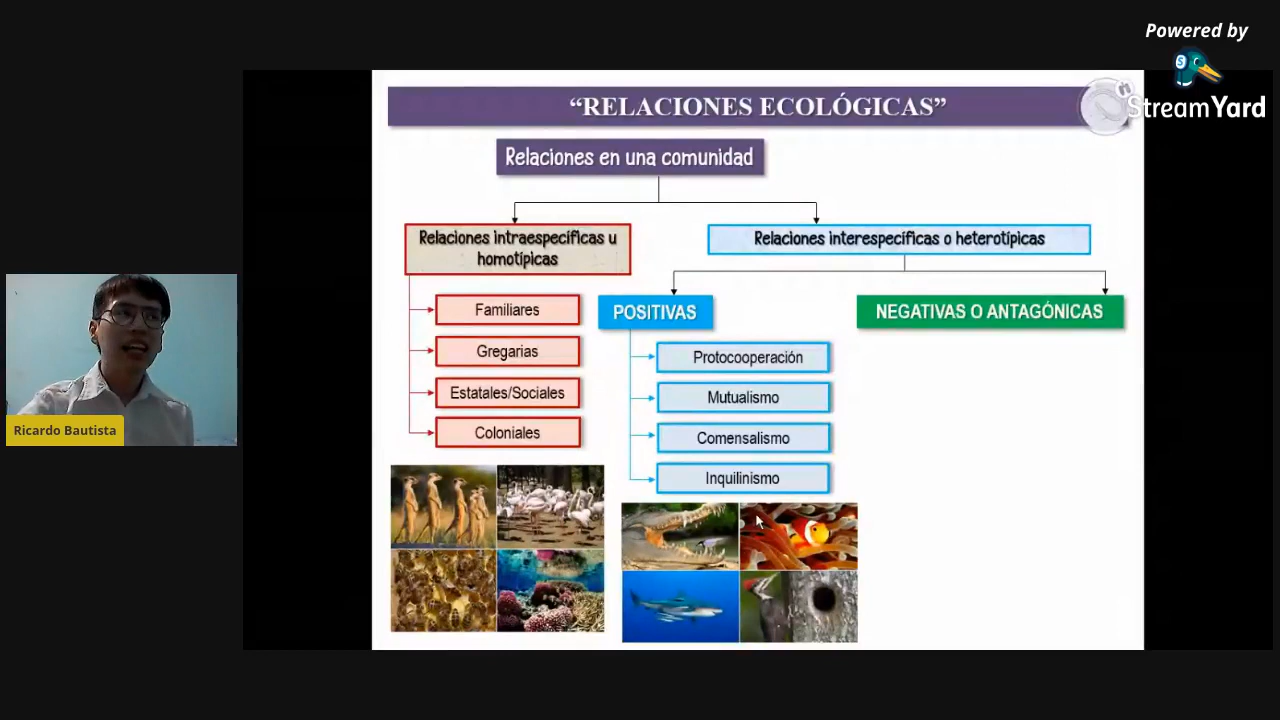 Powered by
StreamYard
“RELACIONES ECOLÓGICAS”
Relaciones en una comunidad
Relaciones intraespecíficas u
homotípicas
Relaciones interespecíficas o heterotípicas
Familiares
Gregarias
Estatales/Sociales
Coloniales
POSITIVAS
Protocooperación
Mutualismo
Comensalismo
Inquilinismo
NEGATIVAS O ANTAGÓNICAS
Ricardo Bautista